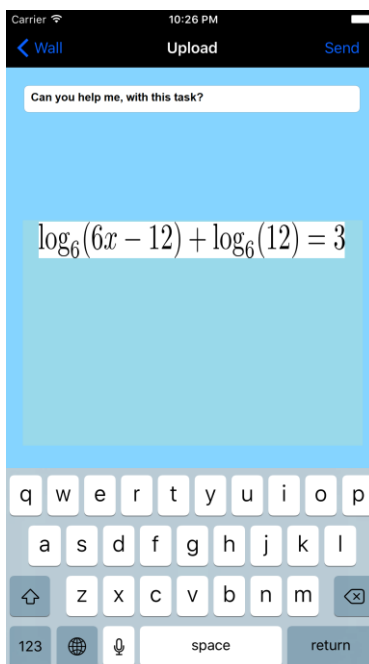 Carrier 10:26 PM
Wall Upload Send
Can you help me, with this task?
log₆(6x − 12) + log₆(12) = 3
q w e r t y u i o p
a s d f g h j k l
z x c v b n m
123 space return